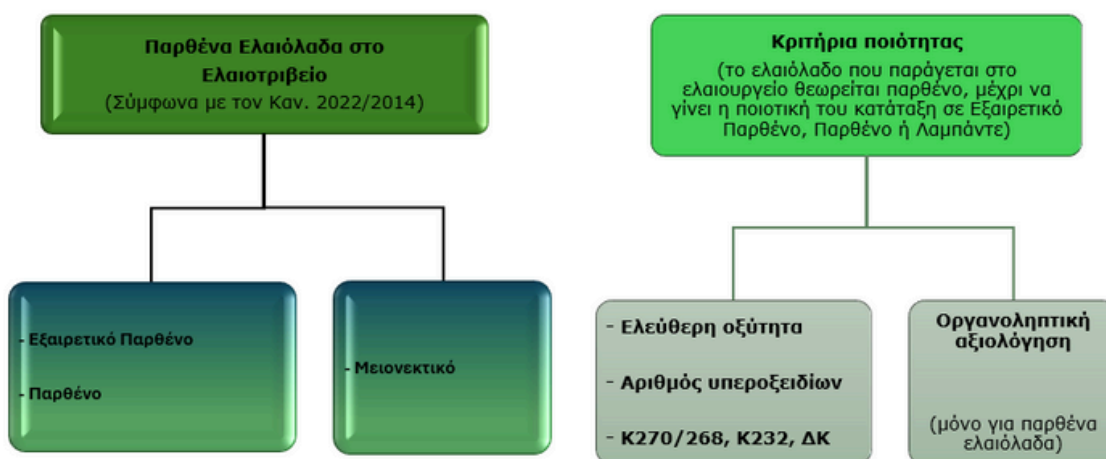 Παρθένα Ελαιόλαδα στο
Ελαιοτριβείο
(Σύμφωνα με τον Καν. 2022/2014)
- Εξαιρετικό Παρθένο
- Παρθένο
- Μειονεκτικό
Κριτήρια ποιότητας
(το ελαιόλαδο που παράγεται στο
ελαιουργείο θεωρείται παρθένο, μέχρι να
γίνει η ποιοτική του κατάταξη σε Εξαιρετικό
Παρθένο, Παρθένο ή Λαμπάντε)
- Ελεύθερη οξύτητα
- Αριθμός υπεροξειδίων
- Κ270/268, Κ232, ΔΚ
Οργανοληπτική
αξιολόγηση
(μόνο για παρθένα
ελαιόλαδα)